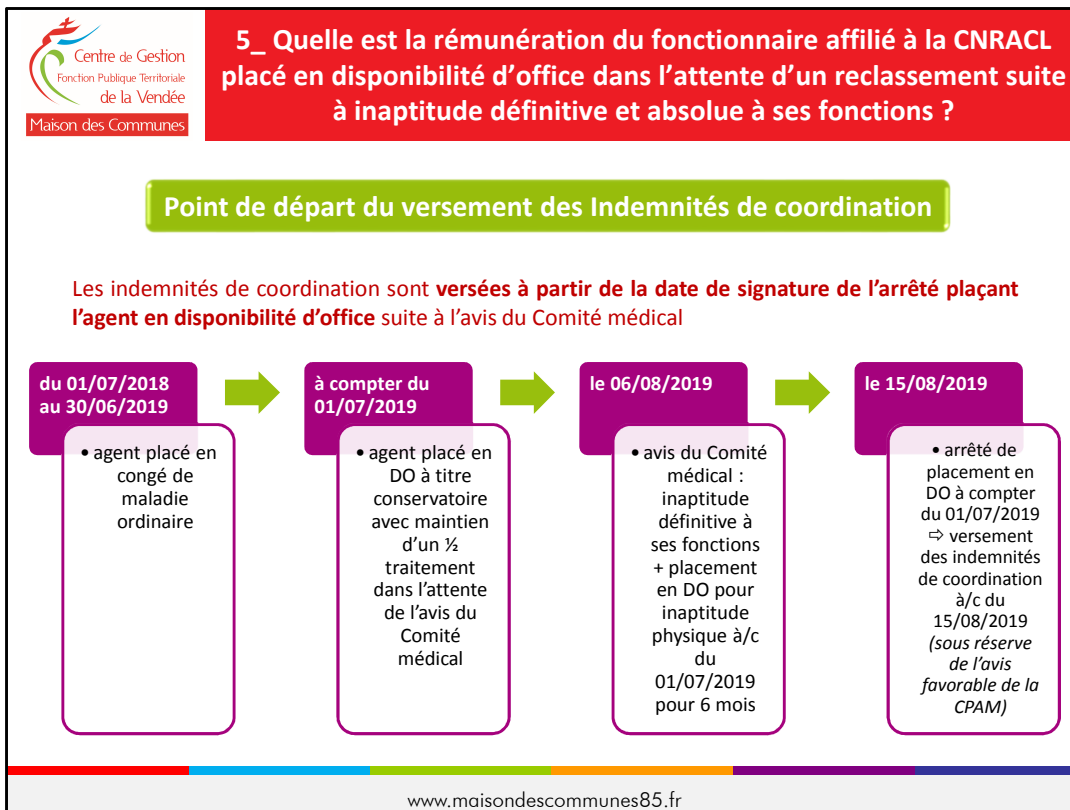 Centre de Gestion
Fonction Publique Territoriale
de la Vendée
Maison des Communes
5_ Quelle est la rémunération du fonctionnaire affilié à la CNRACL
placé en disponibilité d’office dans l’attente d’un reclassement suite
à inaptitude définitive et absolue à ses fonctions ?
Point de départ du versement des Indemnités de coordination
Les indemnités de coordination sont versées à partir de la date de signature de l’arrêté plaçant
l’agent en disponibilité d’office suite à l’avis du Comité médical
du 01/07/2018
au 30/06/2019
• agent placé en
congé de
maladie
ordinaire
à compter du
01/07/2019
• agent placé en
DO à titre
conservatoire
avec maintien
d’un ½
traitement
dans l’attente
de l’avis du
Comité
médical
le 06/08/2019
• avis du Comité
médical :
inaptitude
définitive à
ses fonctions
+ placement
en DO pour
inaptitude
physique à/c
du
01/07/2019
pour 6 mois
le 15/08/2019
• arrêté de
placement en
DO à compter
du 01/07/2019
⇨ versement
des indemnités
de coordination
à/c du
15/08/2019
(sous réserve
de l’avis
favorable de la
CPAM)
www.maisondescommunes85.fr